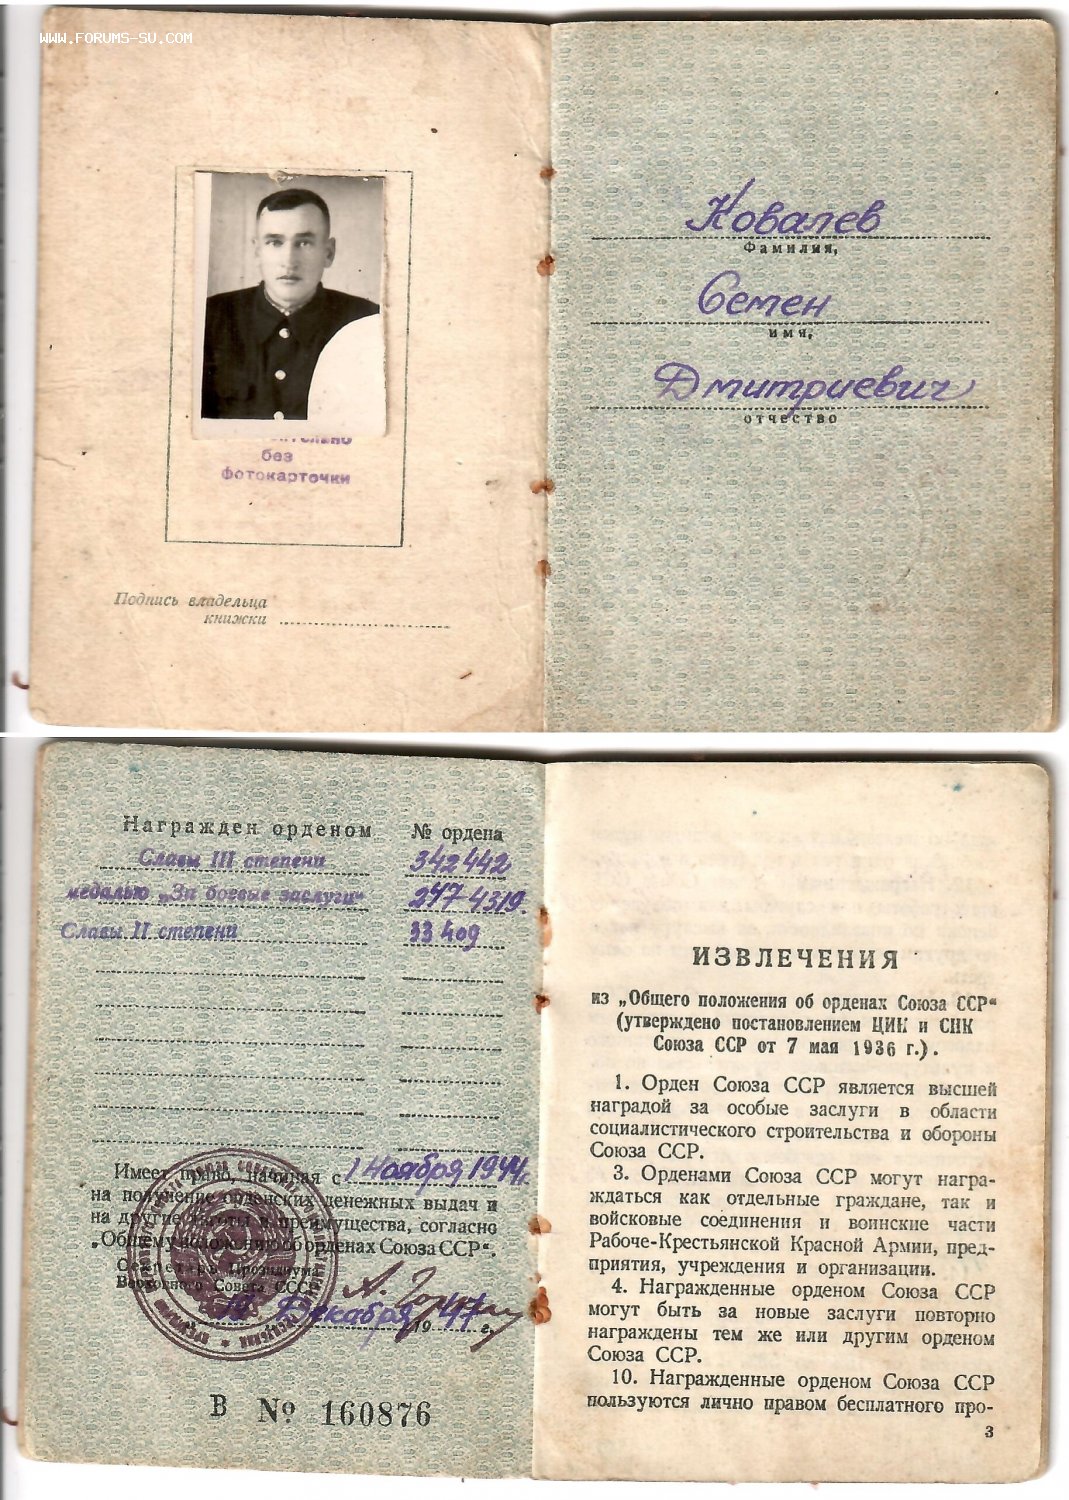 WWW.FORUMS-SU.COM
без
фотокарточки
Подпись владельца
книжки
Ковалев
Фамилия,
Семен
имя,
Дмитриевич
отчество
Награжден орденом № ордена
Славы III степени 342442
медалью „За боевые заслуги“ 2474319.
Славы II степени 33409
Имеет право, начиная с 1 Ноября 1944г.
на получение орденских денежных выдач и
на другие льготы и преимущества, согласно
„Общему положению об орденах Союза ССР“.
Секретарь Президиума
Верховного Совета СССР
Декабря 1947 г.
В № 160876
ИЗВЛЕЧЕНИЯ
из „Общего положения об орденах Союза ССР“
(утверждено постановлением ЦИК и СНК
Союза ССР от 7 мая 1936 г.).
1. Орден Союза ССР является высшей
наградой за особые заслуги в области
социалистического строительства и обороны
Союза ССР.
3. Орденами Союза ССР могут награ-
ждаться как отдельные граждане, так и
войсковые соединения и воинские части
Рабоче-Крестьянской Красной Армии, пред-
приятия, учреждения и организации.
4. Награжденные орденом Союза ССР
могут быть за новые заслуги повторно
награждены тем же или другим орденом
Союза ССР.
10. Награжденные орденом Союза ССР
пользуются лично правом бесплатного про-
3